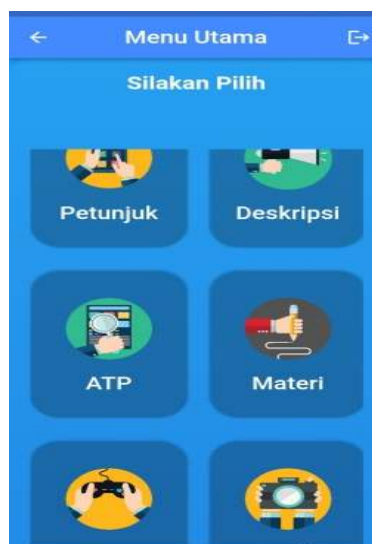 Menu Utama
Silakan Pilih
Petunjuk
Deskripsi
ATP
Materi